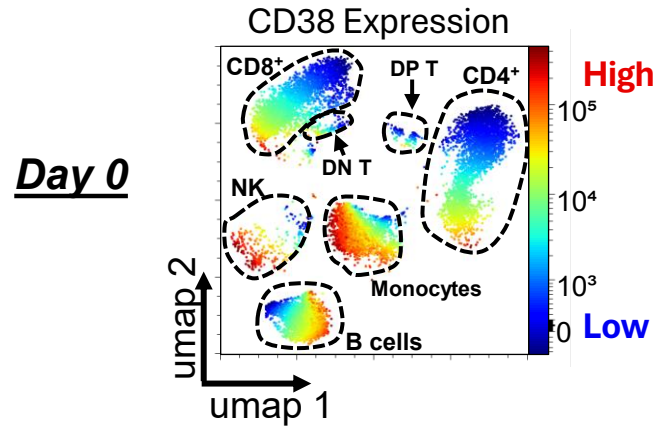 CD38 Expression
Day 0
CD8⁺
DP T
CD4⁺
DN T
NK
Monocytes
B cells
High
10⁵
10⁴
10³
0
Low
umap 2
umap 1